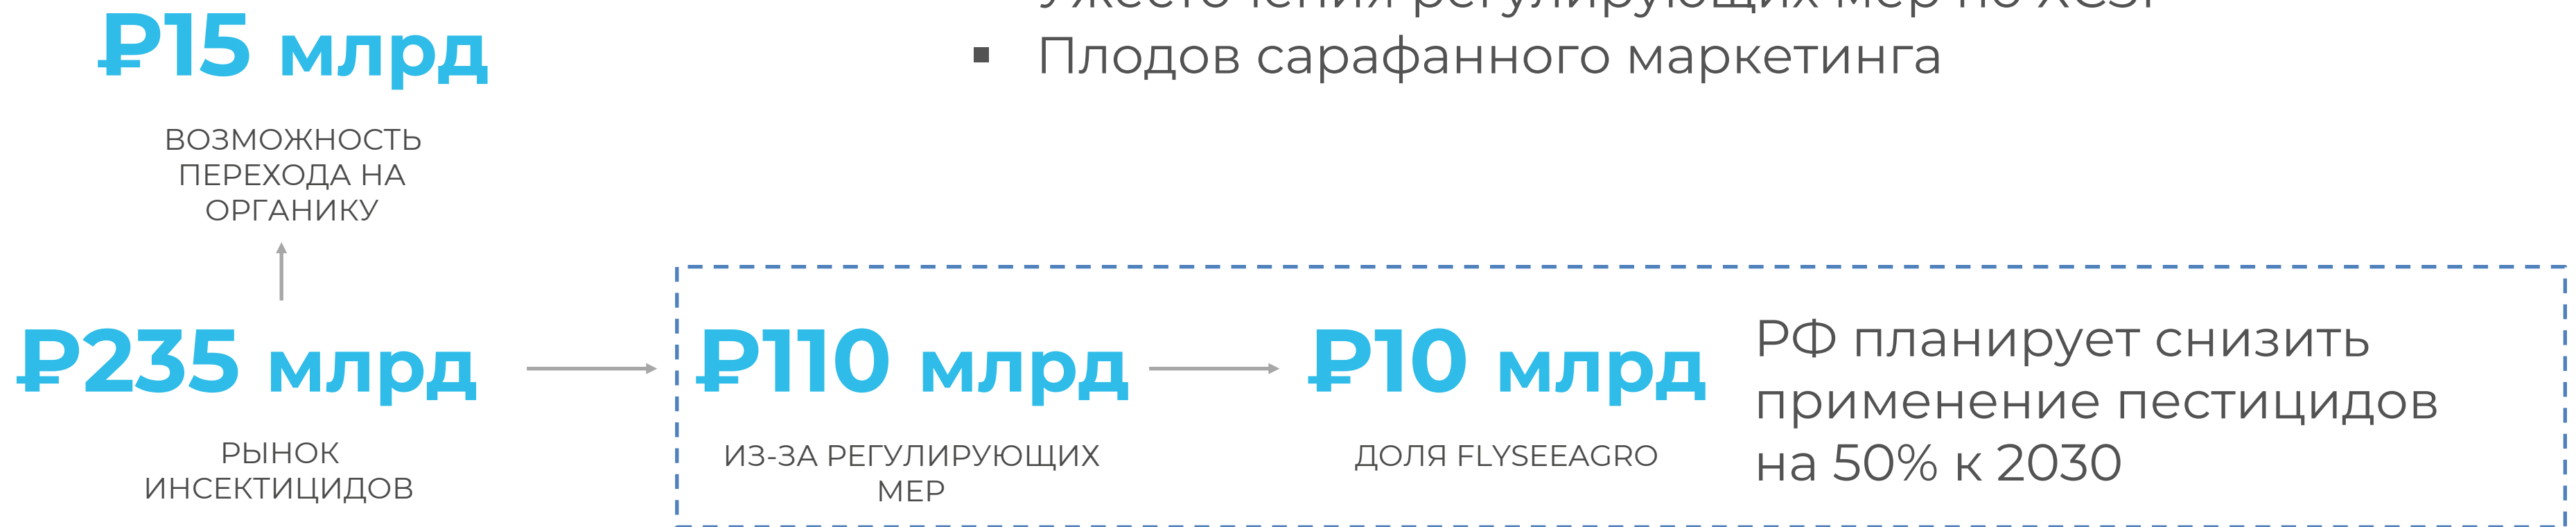 ₽15 млрд
▪ Плодов сарафанного маркетинга
ВОЗМОЖНОСТЬ
ПЕРЕХОДА НА
ОРГАНИКУ
₽235 млрд
РЫНОК
ИНСЕКТИЦИДОВ
₽110 млрд
ИЗ-ЗА РЕГУЛИРУЮЩИХ
МЕР
₽10 млрд
ДОЛЯ FLYSEEAGRO
РФ планирует снизить
применение пестицидов
на 50% к 2030